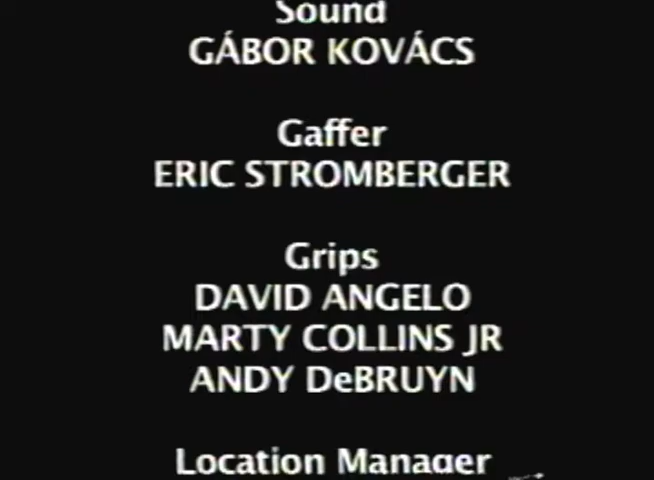 Sound
GÁBOR KOVÁCS
Gaffer
ERIC STROMBERGER
Grips
DAVID ANGELO
MARTY COLLINS JR
ANDY DeBRUYN
Location Manager